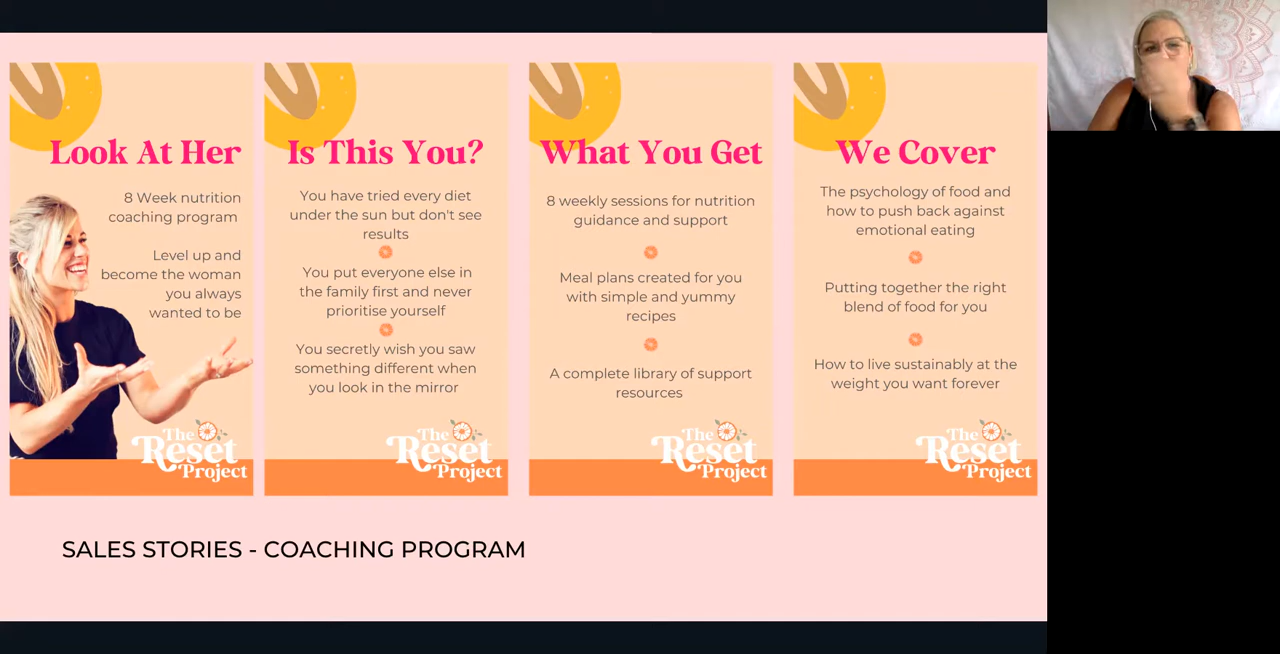 Look At Her
8 Week nutrition
coaching program
Level up and
become the woman
you always
wanted to be
The
Reset
Project
Is This You?
You have tried every diet
under the sun but don't see
results
You put everyone else in
the family first and never
prioritise yourself
You secretly wish you saw
something different when
you look in the mirror
The
Reset
Project
What You Get
8 weekly sessions for nutrition
guidance and support
Meal plans created for you
with simple and yummy
recipes
A complete library of support
resources
The
Reset
Project
We Cover
The psychology of food and
how to push back against
emotional eating
Putting together the right
blend of food for you
How to live sustainably at the
weight you want forever
The
Reset
Project
SALES STORIES - COACHING PROGRAM